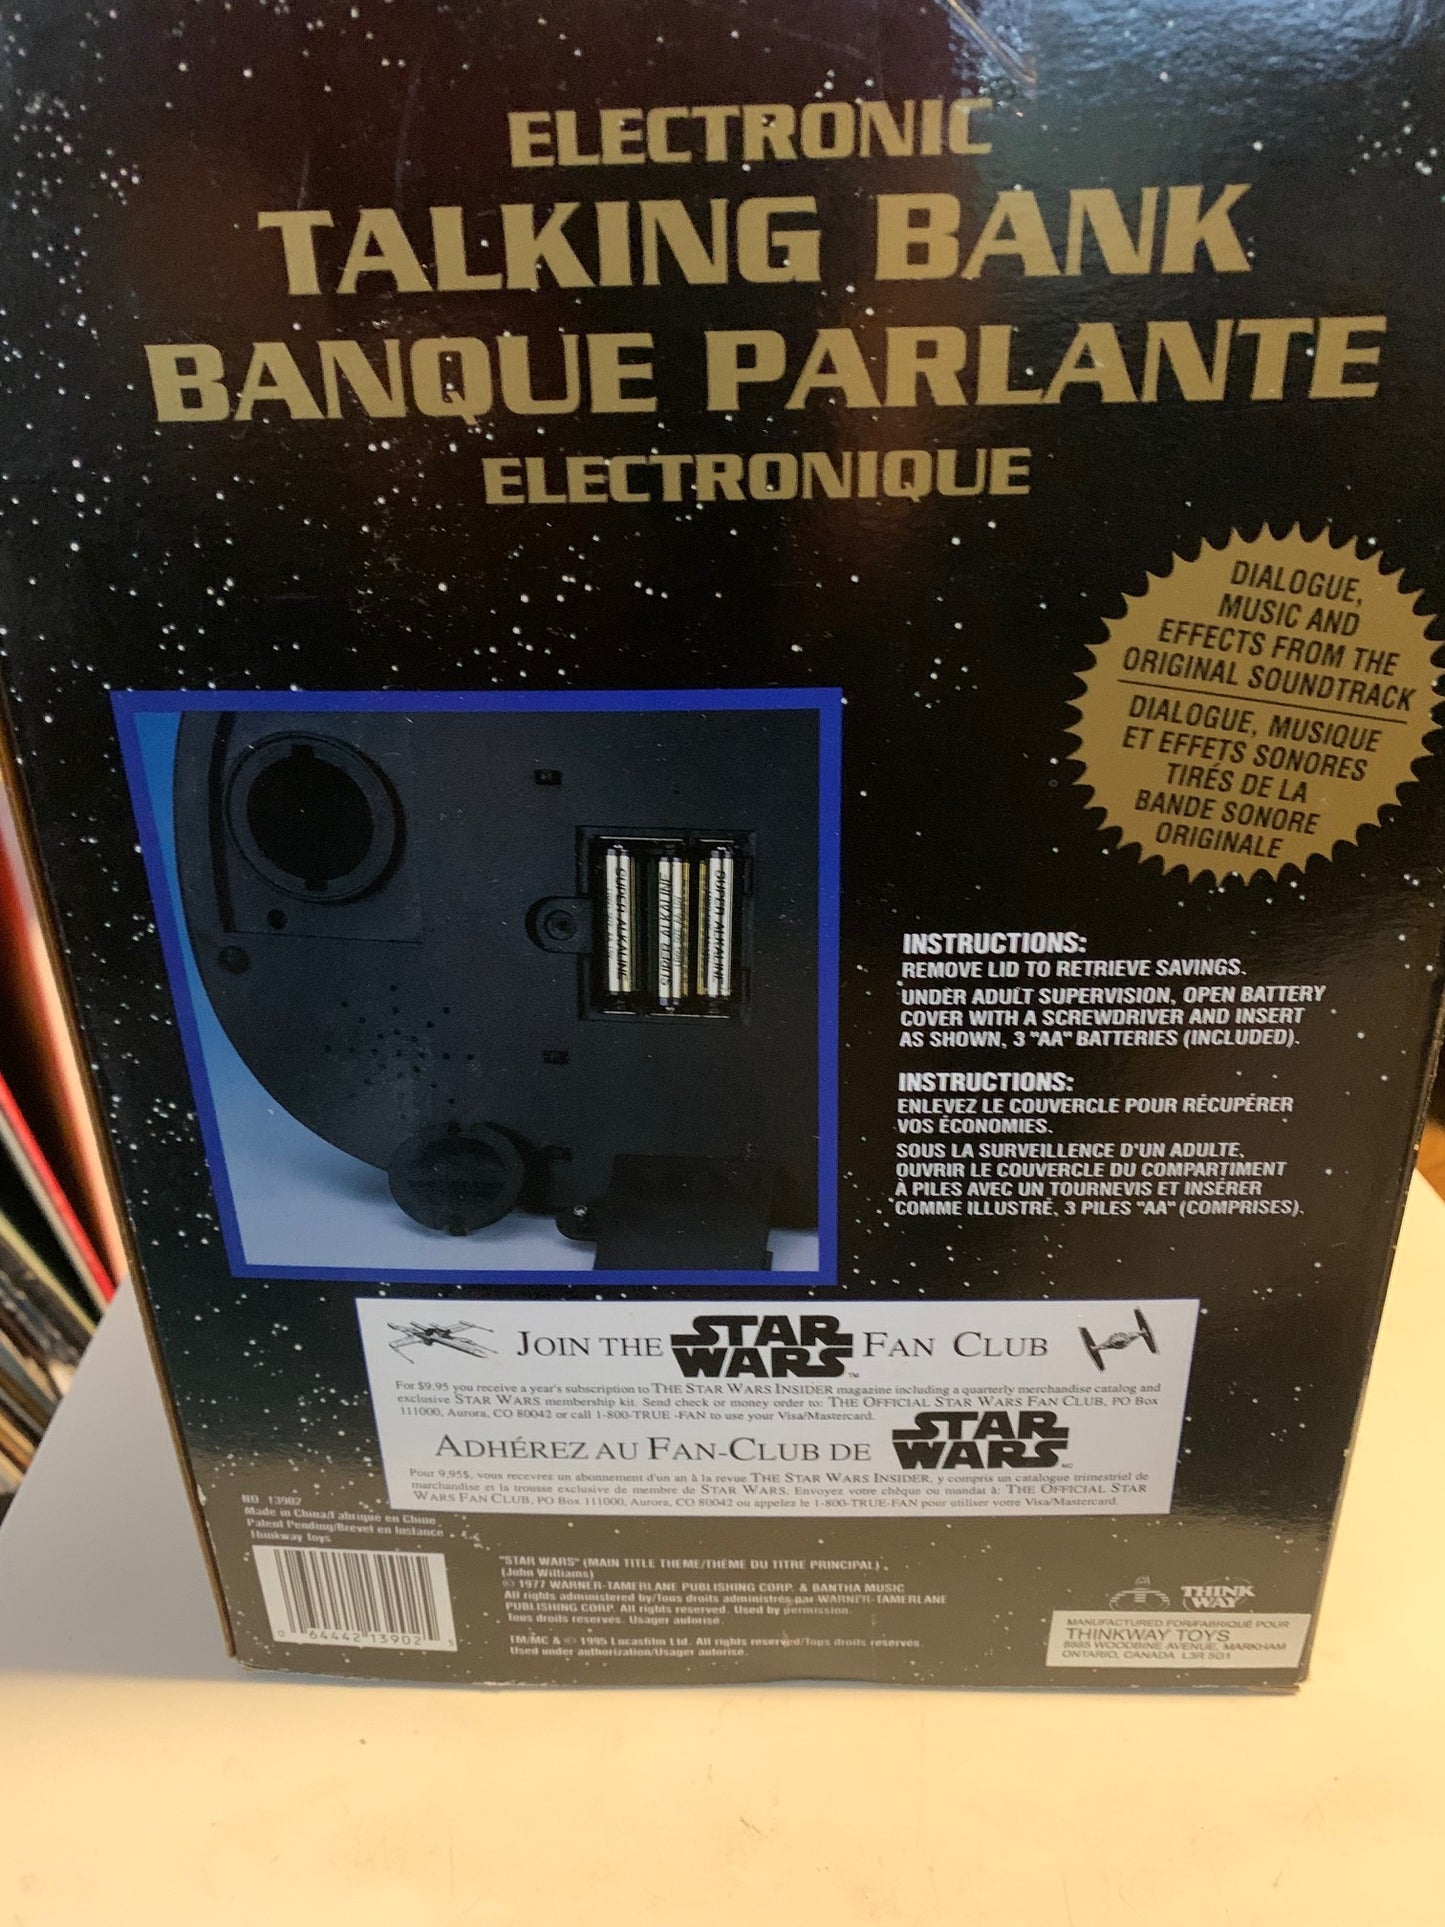 ELECTRONIC
TALKING BANK
BANQUE PARLANTE
ELECTRONIQUE
DIALOGUE,
MUSIC AND
EFFECTS FROM THE
ORIGINAL SOUNDTRACK
DIALOGUE, MUSIQUE
ET EFFETS SONORES
TIRÉS DE LA
BANDE SONORE
ORIGINALE
SUPER ALKALINE
SUPER ALKALINE
SUPER ALKALINE
INSTRUCTIONS:
REMOVE LID TO RETRIEVE SAVINGS.
UNDER ADULT SUPERVISION, OPEN BATTERY
COVER WITH A SCREWDRIVER AND INSERT
AS SHOWN, 3 "AA" BATTERIES (INCLUDED).
INSTRUCTIONS:
ENLEVEZ LE COUVERCLE POUR RÉCUPÉRER
VOS ÉCONOMIES.
SOUS LA SURVEILLENCE D'UN ADULTE,
OUVRIR LE COUVERCLE DU COMPARTIMENT
À PILES AVEC UN TOURNEVIS ET INSÉRER
COMME ILLUSTRÉ, 3 PILES "AA" (COMPRISES).
JOIN THE STAR WARS FAN CLUB
For $9.95 you receive a year's subscription to THE STAR WARS INSIDER magazine including a quarterly merchandise catalog and
exclusive STAR WARS membership kit. Send check or money order to: THE OFFICIAL STAR WARS FAN CLUB, PO Box
111000, Aurora, CO 80042 or call 1-800-TRUE -FAN to use your Visa/Mastercard.
ADHÉREZ AU FAN-CLUB DE STAR WARS
Pour 9,95$, vous recevrez un abonnement d'un an à la revue THE STAR WARS INSIDER, y compris un catalogue trimestriel de
marchandise et la trousse exclusive de membre de STAR WARS. Envoyez votre chèque ou mandat à: THE OFFICIAL STAR
WARS FAN CLUB, PO Box 111000, Aurora, CO 80042 ou appelez le 1-800-TRUE-FAN pour utiliser votre Visa/Mastercard.
NO. 13902
Made in China/Fabriqué en Chine
Patent Pending/Brevet en Instance
Thinkway Toys
0 64442 13902 5
"STAR WARS" (MAIN TITLE THEME/THÈME DU TITRE PRINCIPAL)
(John Williams)
© 1977 WARNER-TAMERLANE PUBLISHING CORP. & BANTHA MUSIC
All rights administered by/Tous droits administrés par WARNER-TAMERLANE
PUBLISHING CORP. All rights reserved. Used by permission.
Tous droits réservés. Usager autorisé.
TM/MC & © 1995 Lucasfilm Ltd. All rights reserved/Tous droits réservés.
Used under authorization/Usager autorisé.
THINK
WAY
MANUFACTURED FOR/FABRIQUÉ POUR
THINKWAY TOYS
8885 WOODBINE AVENUE, MARKHAM
ONTARIO, CANADA L3R 5G1